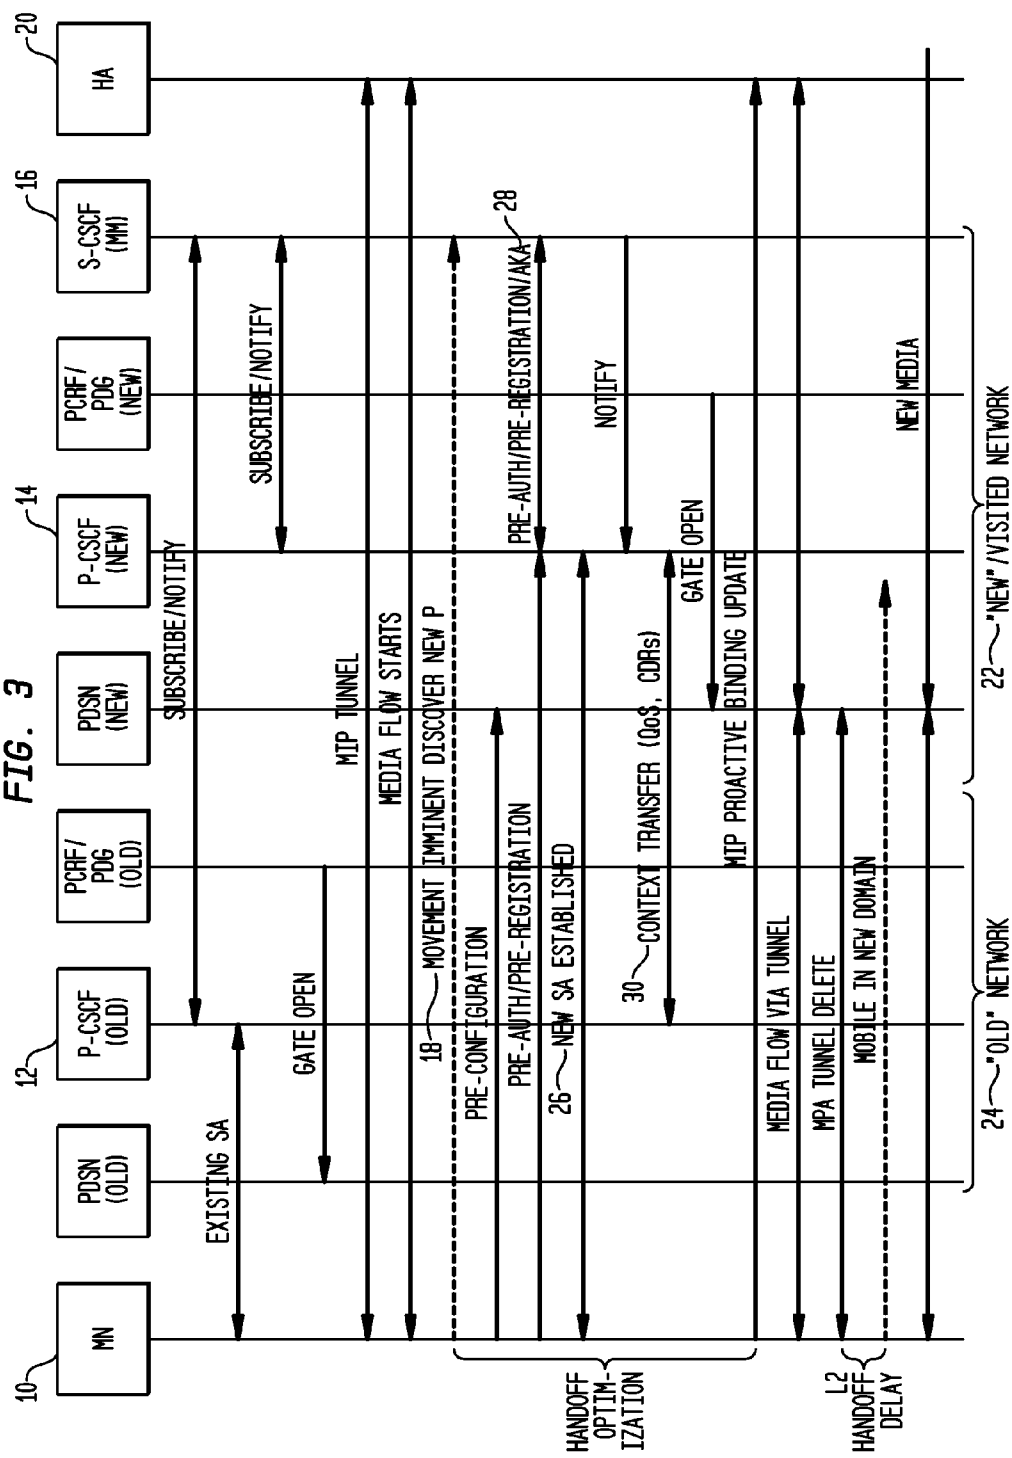 FIG. 3
10
MN
PDSN
(OLD)
12
P-CSCF
(OLD)
PCRF/
PDG
(OLD)
PDSN
(NEW)
14
P-CSCF
(NEW)
PCRF/
PDG
(NEW)
16
S-CSCF
(MM)
20
HA
SUBSCRIBE/NOTIFY
EXISTING SA
SUBSCRIBE/NOTIFY
GATE OPEN
MIP TUNNEL
MEDIA FLOW STARTS
18
MOVEMENT IMMINENT DISCOVER NEW P
PRE-CONFIGURATION
PRE-AUTH/PRE-REGISTRATION
PRE-AUTH/PRE-REGISTRATION/AKA
28
26
NEW SA ESTABLISHED
NOTIFY
30
CONTEXT TRANSFER (QoS, CDRs)
GATE OPEN
MIP PROACTIVE BINDING UPDATE
MEDIA FLOW VIA TUNNEL
MPA TUNNEL DELETE
MOBILE IN NEW DOMAIN
NEW MEDIA
HANDOFF
OPTIM-
IZATION
L2
HANDOFF
DELAY
24
"OLD" NETWORK
22
"NEW"/VISITED NETWORK